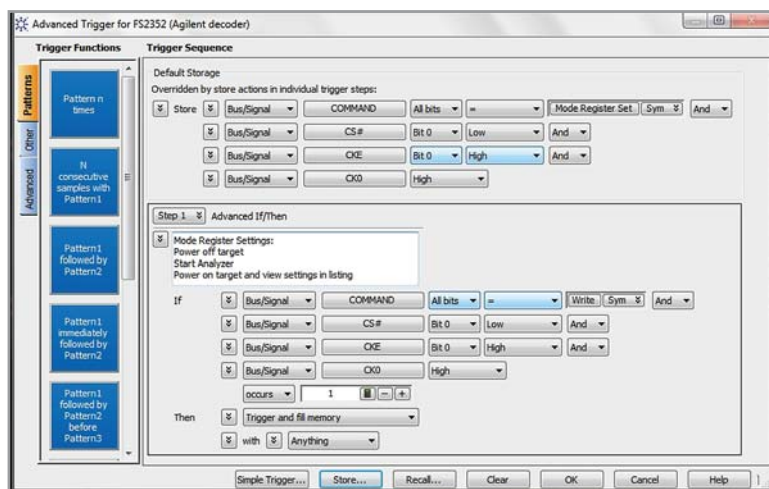 Advanced Trigger for FS2352 (Agilent decoder)
Trigger Functions
Trigger Sequence
Patterns
Other
Advanced
Pattern n
times
N
consecutive
samples with
Pattern1
Pattern1
followed by
Pattern2
Pattern1
immediately
followed by
Pattern2
Pattern1
followed by
Pattern2
before
Pattern3
Default Storage
Overridden by store actions in individual trigger steps:
Store Bus/Signal COMMAND All bits = Mode Register Set Sym And
Bus/Signal CS# Bit 0 Low And
Bus/Signal CKE Bit 0 High And
Bus/Signal CK0 High
Step 1 Advanced If/Then
Mode Register Settings:
Power off target
Start Analyzer
Power on target and view settings in listing
If Bus/Signal COMMAND All bits = Write Sym And
Bus/Signal CS# Bit 0 Low And
Bus/Signal CKE Bit 0 High And
Bus/Signal CK0 High
occurs 1 - +
Then Trigger and fill memory
with Anything
Simple Trigger... Store... Recall... Clear OK Cancel Help